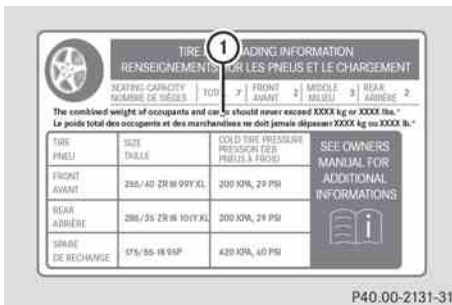 1
TIRE ADING INFORMATION
RENSEIGNEMENTS SUR LES PNEUS ET LE CHARGEMENT
SEATING CAPACITY TOT 7 FRONT 2 MIDDLE 3 REAR 2
NOMBRE DE SIÈGES AVANT MILIEU ARRIÈRE
The combined weight of occupants and ca o should never exceed XXXX kg or XXXX lbs."
Le poids total des occupants et des marchandises ne doit jamais dépasser XXXX kg ou XXXX lb."
TIRE SIZE COLD TIRE PRESSURE SEE OWNERS
PNEU TAILLE PRESSION DES MANUAL FOR
PNEUS À FROID ADDITIONAL
FRONT 200 KPA, 29 PSI INFORMATIONS
AVANT
REAR 200 KPA, 29 PSI
ARRIÈRE
SPARE 420 KPA, 60 PSI
DE RECHANGE
i
P40.00-2131-31